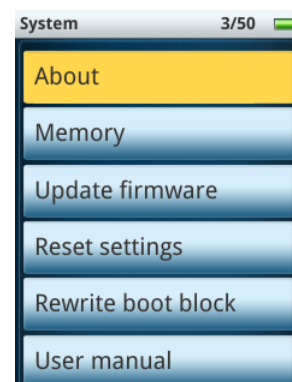 System 3/50
About
Memory
Update firmware
Reset settings
Rewrite boot block
User manual